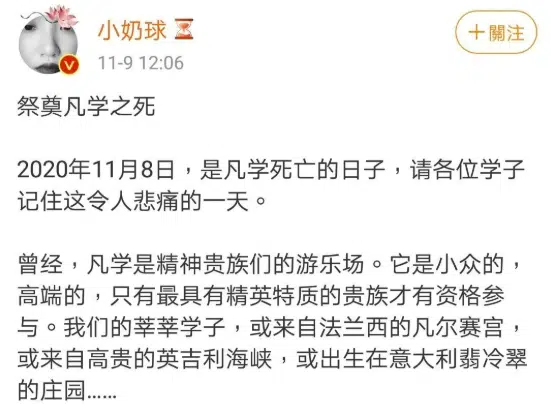 小奶球
＋關注
11-9 12:06
祭奠凡学之死
2020年11月8日，是凡学死亡的日子，请各位学子
记住这令人悲痛的一天。
曾经，凡学是精神贵族们的游乐场。它是小众的，
高端的，只有最具有精英特质的贵族才有资格参
与。我们的莘莘学子，或来自法兰西的凡尔赛宫，
或来自高贵的英吉利海峡，或出生在意大利翡冷翠
的庄园……